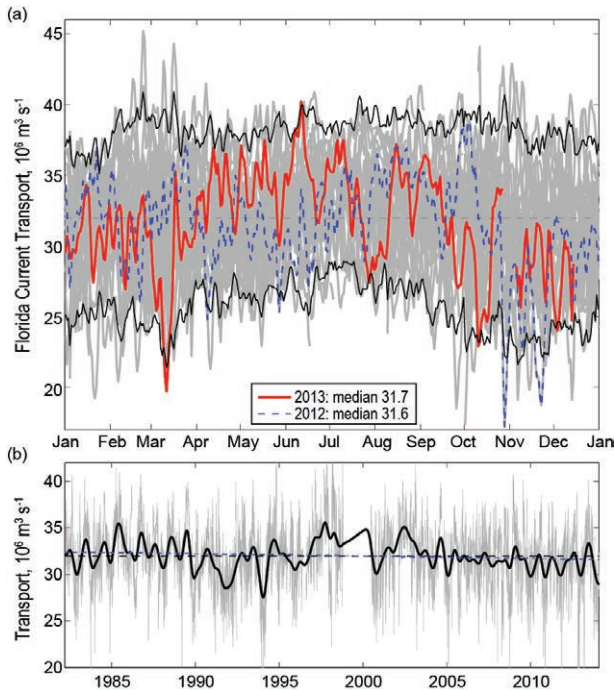 (a)
45
40
35
30
25
20
Florida Current Transport, 10⁶ m³ s⁻¹
2013: median 31.7
2012: median 31.6
Jan Feb Mar Apr May Jun Jul Aug Sep Oct Nov Dec Jan
(b)
40
35
30
25
20
Transport, 10⁶ m³ s⁻¹
1985 1990 1995 2000 2005 2010